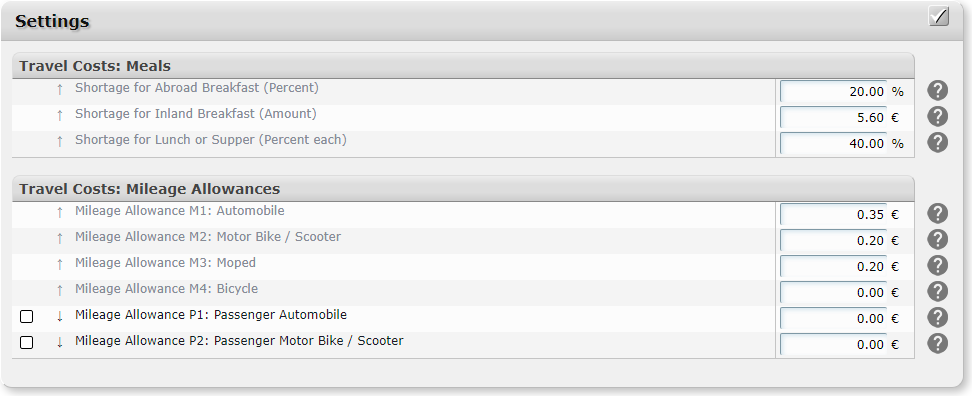 Settings
Travel Costs: Meals
↑ Shortage for Abroad Breakfast (Percent) 20.00 %
↑ Shortage for Inland Breakfast (Amount) 5.60 €
↑ Shortage for Lunch or Supper (Percent each) 40.00 %
Travel Costs: Mileage Allowances
↑ Mileage Allowance M1: Automobile 0.35 €
↑ Mileage Allowance M2: Motor Bike / Scooter 0.20 €
↑ Mileage Allowance M3: Moped 0.20 €
↑ Mileage Allowance M4: Bicycle 0.00 €
↓ Mileage Allowance P1: Passenger Automobile 0.00 €
↓ Mileage Allowance P2: Passenger Motor Bike / Scooter 0.00 €